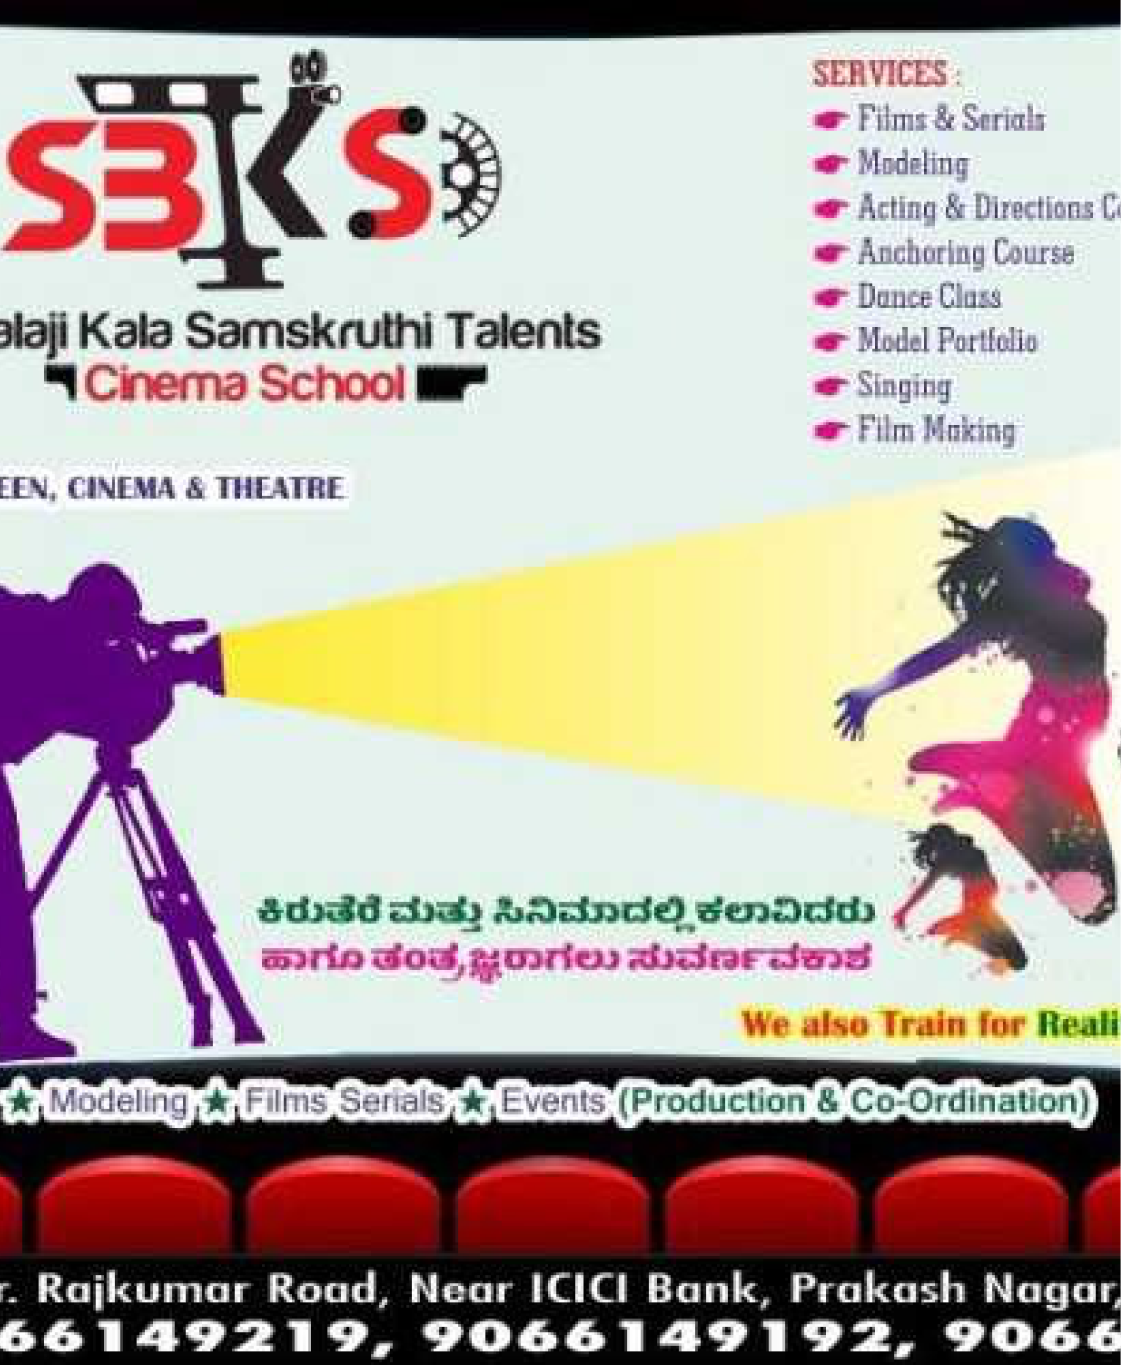 SBKS
SERVICES :
Films & Serials
Modeling
Acting & Directions
Anchoring Course
Dance Class
Model Portfolio
Singing
Film Making
alaji Kala Samskruthi Talents
Cinema School
EEN, CINEMA & THEATRE
ಕಿರುತೆರೆ ಮತ್ತು ಸಿನಿಮಾದಲ್ಲಿ ಕಲಾವಿದರು
ಹಾಗೂ ತಂತ್ರಜ್ಞರಾಗಲು ಸುವರ್ಣವಕಾಶ
We also Train for Reali
★ Modeling ★ Films Serials ★ Events (Production & Co-Ordination)
r. Rajkumar Road, Near ICICI Bank, Prakash Nagar,
66149219, 9066149192, 9066